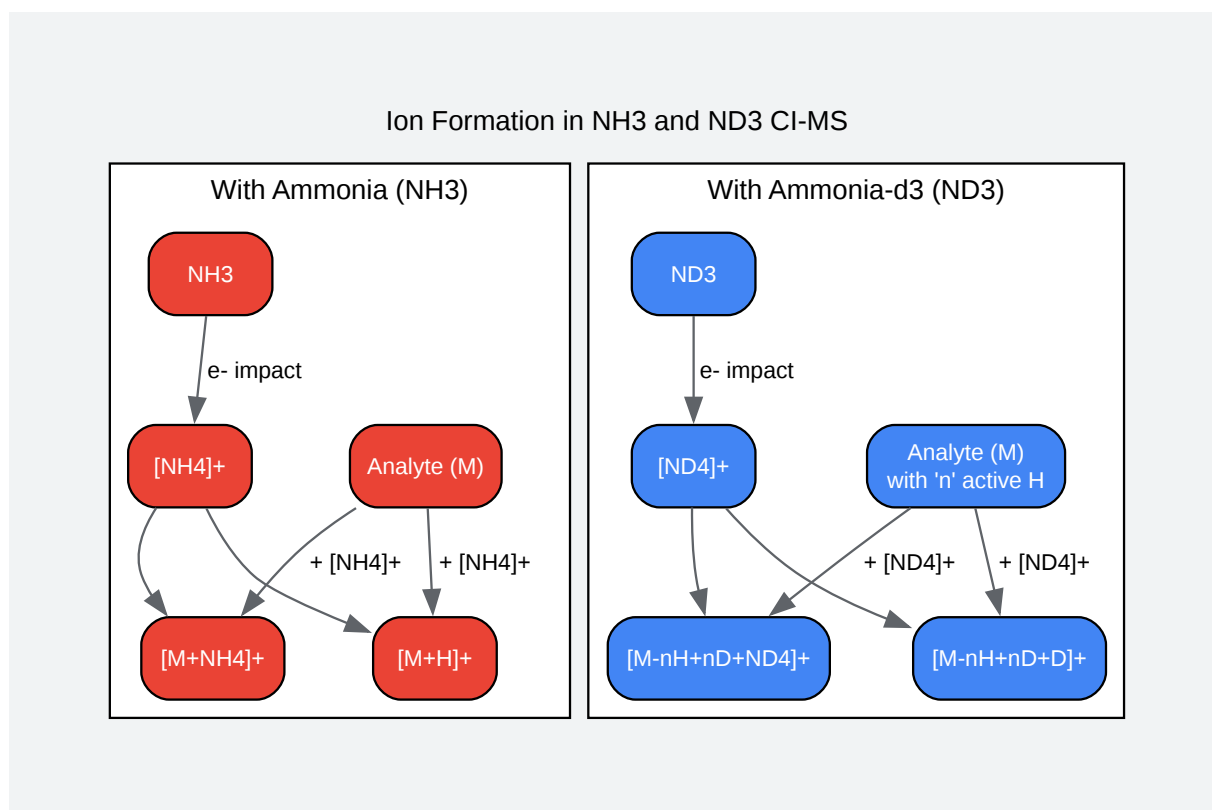 Ion Formation in NH3 and ND3 CI-MS
With Ammonia (NH3)
NH3
e- impact
[NH4]+
Analyte (M)
+ [NH4]+
+ [NH4]+
[M+NH4]+
[M+H]+
With Ammonia-d3 (ND3)
ND3
e- impact
[ND4]+
Analyte (M)
with 'n' active H
+ [ND4]+
+ [ND4]+
[M-nH+nD+ND4]+
[M-nH+nD+D]+